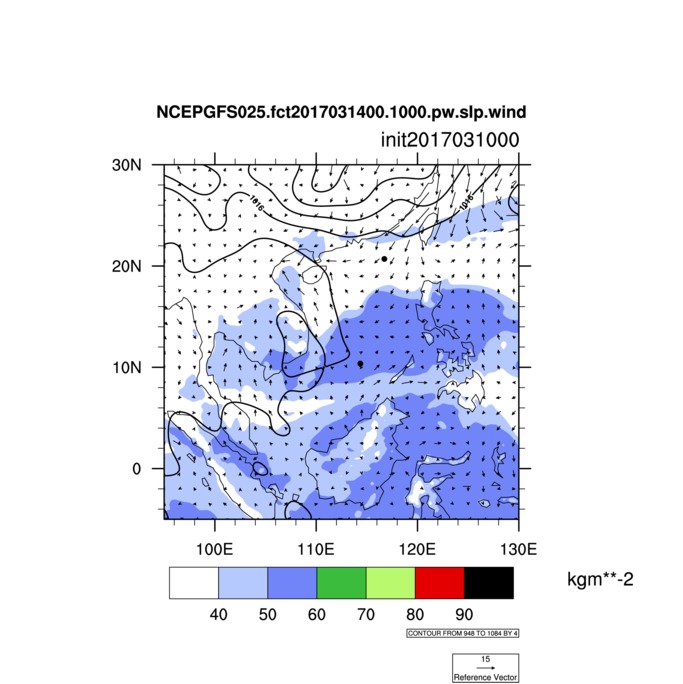 NCEPGFS025.fct2017031400.1000.pw.slp.wind
init2017031000
30N
20N
10N
0
1016
1016
100E
110E
120E
130E
kgm**-2
40
50
60
70
80
90
CONTOUR FROM 948 TO 1084 BY 4
15
Reference Vector